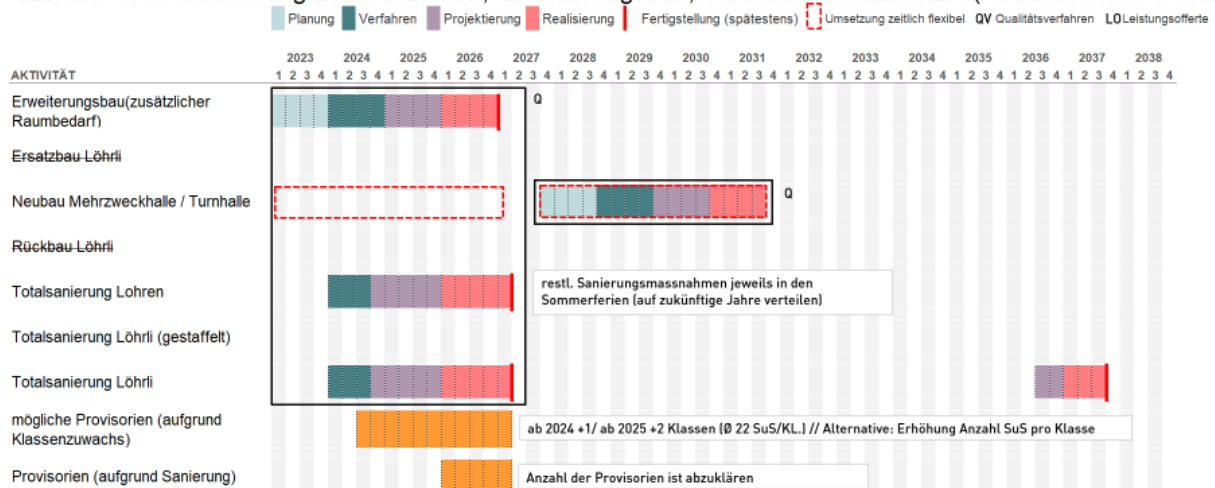 Planung Verfahren Projektierung Realisierung Fertigstellung (spätestens) Umsetzung zeitlich flexibel QV Qualitätsverfahren LO Leistungsofferte
2023 2024 2025 2026 2027 2028 2029 2030 2031 2032 2033 2034 2035 2036 2037 2038
AKTIVITÄT 1 2 3 4 1 2 3 4 1 2 3 4 1 2 3 4 1 2 3 4 1 2 3 4 1 2 3 4 1 2 3 4 1 2 3 4 1 2 3 4 1 2 3 4 1 2 3 4 1 2 3 4 1 2 3 4 1 2 3 4 1 2 3 4
Erweiterungsbau(zusätzlicher
Raumbedarf)
Q
Ersatzbau Löhrli
Neubau Mehrzweckhalle / Turnhalle
Q
Rückbau Löhrli
Totalsanierung Lohren
restl. Sanierungsmassnahmen jeweils in den
Sommerferien (auf zukünftige Jahre verteilen)
Totalsanierung Löhrli (gestaffelt)
Totalsanierung Löhrli
mögliche Provisorien (aufgrund
Klassenzuwachs)
ab 2024 +1/ ab 2025 +2 Klassen (Ø 22 SuS/KL.) // Alternative: Erhöhung Anzahl SuS pro Klasse
Provisorien (aufgrund Sanierung)
Anzahl der Provisorien ist abzuklären